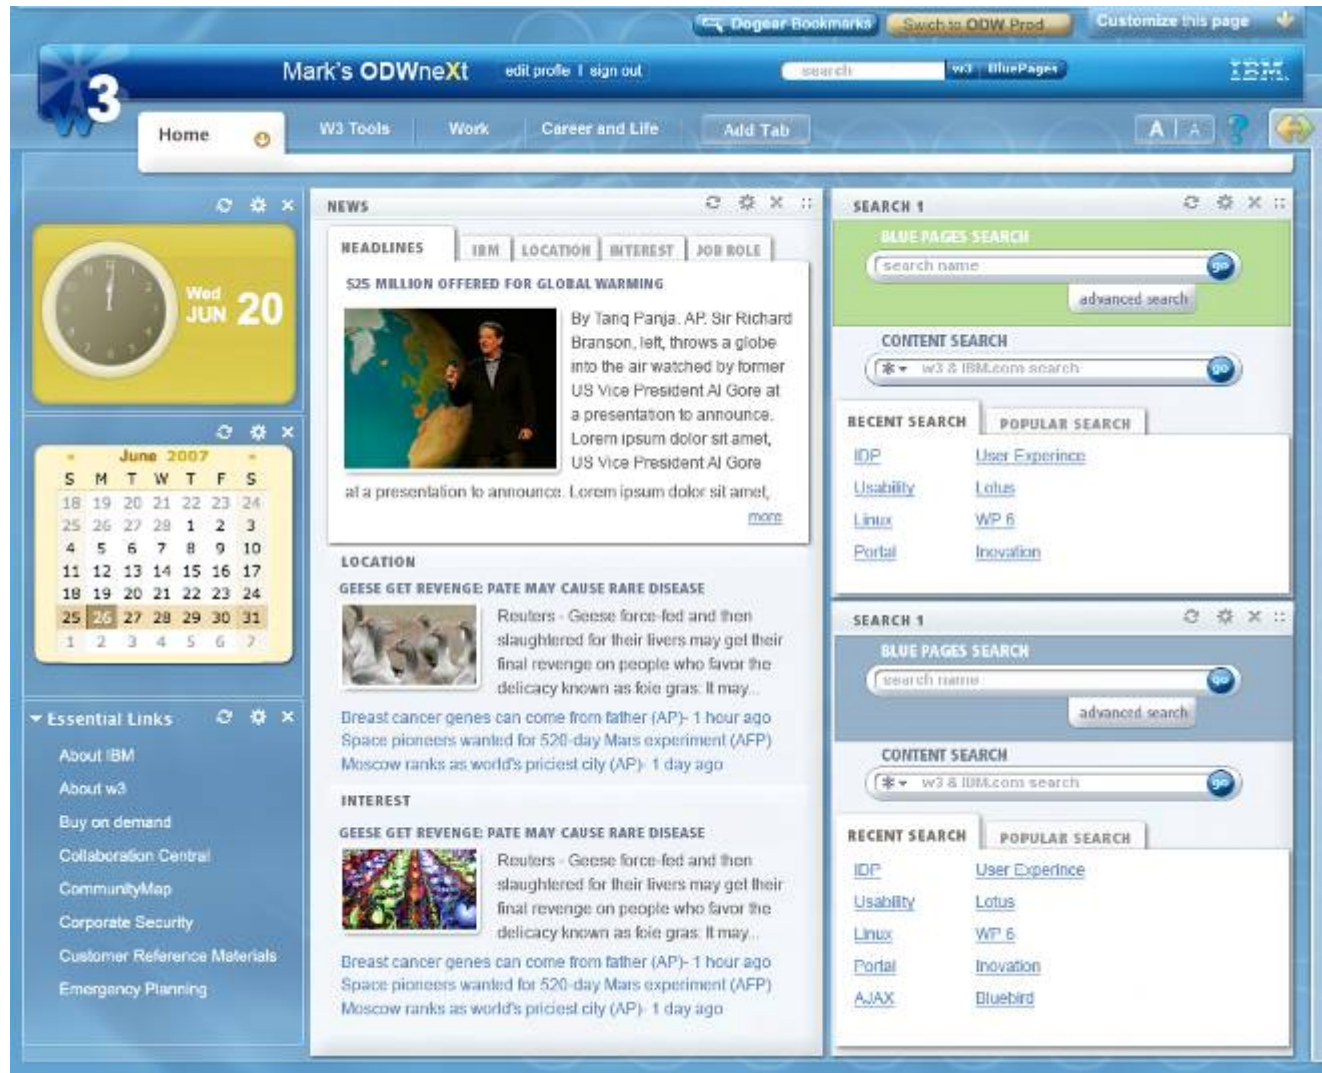 Dogear Bookmarks
Swich to ODW Prod
Customize this page
W3
Mark's ODWneXt
edit profile | sign out
search
w3 | BluePages
IBM
Home
W3 Tools
Work
Career and Life
Add Tab
A | A
?
Wed
JUN 20
« June 2007 »
S M T W T F S
18 19 20 21 22 23 24
25 26 27 28 1 2 3
4 5 6 7 8 9 10
11 12 13 14 15 16 17
18 19 20 21 22 23 24
25 26 27 28 29 30 31
1 2 3 4 5 6 7
Essential Links
About IBM
About w3
Buy on demand
Collaboration Central
CommunityMap
Corporate Security
Customer Reference Materials
Emergency Planning
NEWS
HEADLINES
IBM
LOCATION
INTEREST
JOB ROLE
$25 MILLION OFFERED FOR GLOBAL WARMING
By Tanq Panja. AP. Sir Richard
Branson, left, throws a globe
into the air watched by former
US Vice President Al Gore at
a presentation to announce.
Lorem ipsum dolor sit amet,
US Vice President Al Gore
at a presentation to announce. Lorem ipsum dolor sit amet,
more
LOCATION
GEESE GET REVENGE: PATE MAY CAUSE RARE DISEASE
Reuters - Geese force-fed and then
slaughtered for their livers may get their
final revenge on people who favor the
delicacy known as foie gras: It may...
Breast cancer genes can come from father (AP)- 1 hour ago
Space pioneers wanted for 520-day Mars experiment (AFP)
Moscow ranks as world's priciest city (AP)- 1 day ago
INTEREST
GEESE GET REVENGE: PATE MAY CAUSE RARE DISEASE
Reuters - Geese force-fed and then
slaughtered for their livers may get their
final revenge on people who favor the
delicacy known as foie gras: It may...
Breast cancer genes can come from father (AP)- 1 hour ago
Space pioneers wanted for 520-day Mars experiment (AFP)
Moscow ranks as world's priciest city (AP)- 1 day ago
SEARCH 1
BLUE PAGES SEARCH
search name
go
advanced search
CONTENT SEARCH
w3 & IBM.com search
go
RECENT SEARCH
POPULAR SEARCH
IDP User Experince
Usability Lotus
Linux WP 6
Portal Inovation
SEARCH 1
BLUE PAGES SEARCH
search name
go
advanced search
CONTENT SEARCH
w3 & IBM.com search
go
RECENT SEARCH
POPULAR SEARCH
IDP User Experince
Usability Lotus
Linux WP 6
Portal Inovation
AJAX Bluebird